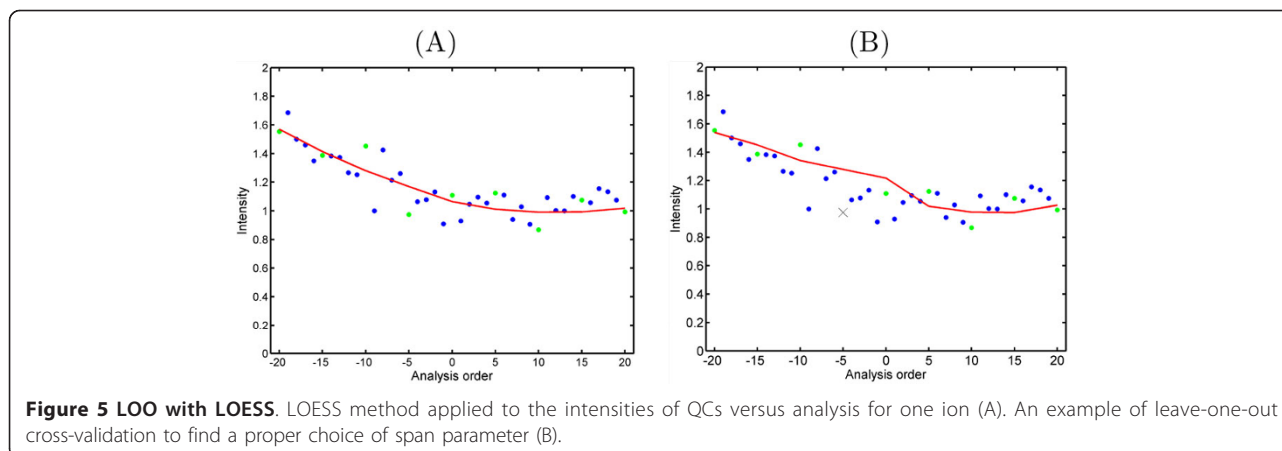 (A)
(B)
2
1.8
1.6
1.4
1.2
1
0.8
0.6
0.4
0.2
0
Intensity
-20 -15 -10 -5 0 5 10 15 20
Analysis order
2
1.8
1.6
1.4
1.2
1
0.8
0.6
0.4
0.2
0
Intensity
-20 -15 -10 -5 0 5 10 15 20
Analysis order
Figure 5 LOO with LOESS. LOESS method applied to the intensities of QCs versus analysis for one ion (A). An example of leave-one-out
cross-validation to find a proper choice of span parameter (B).